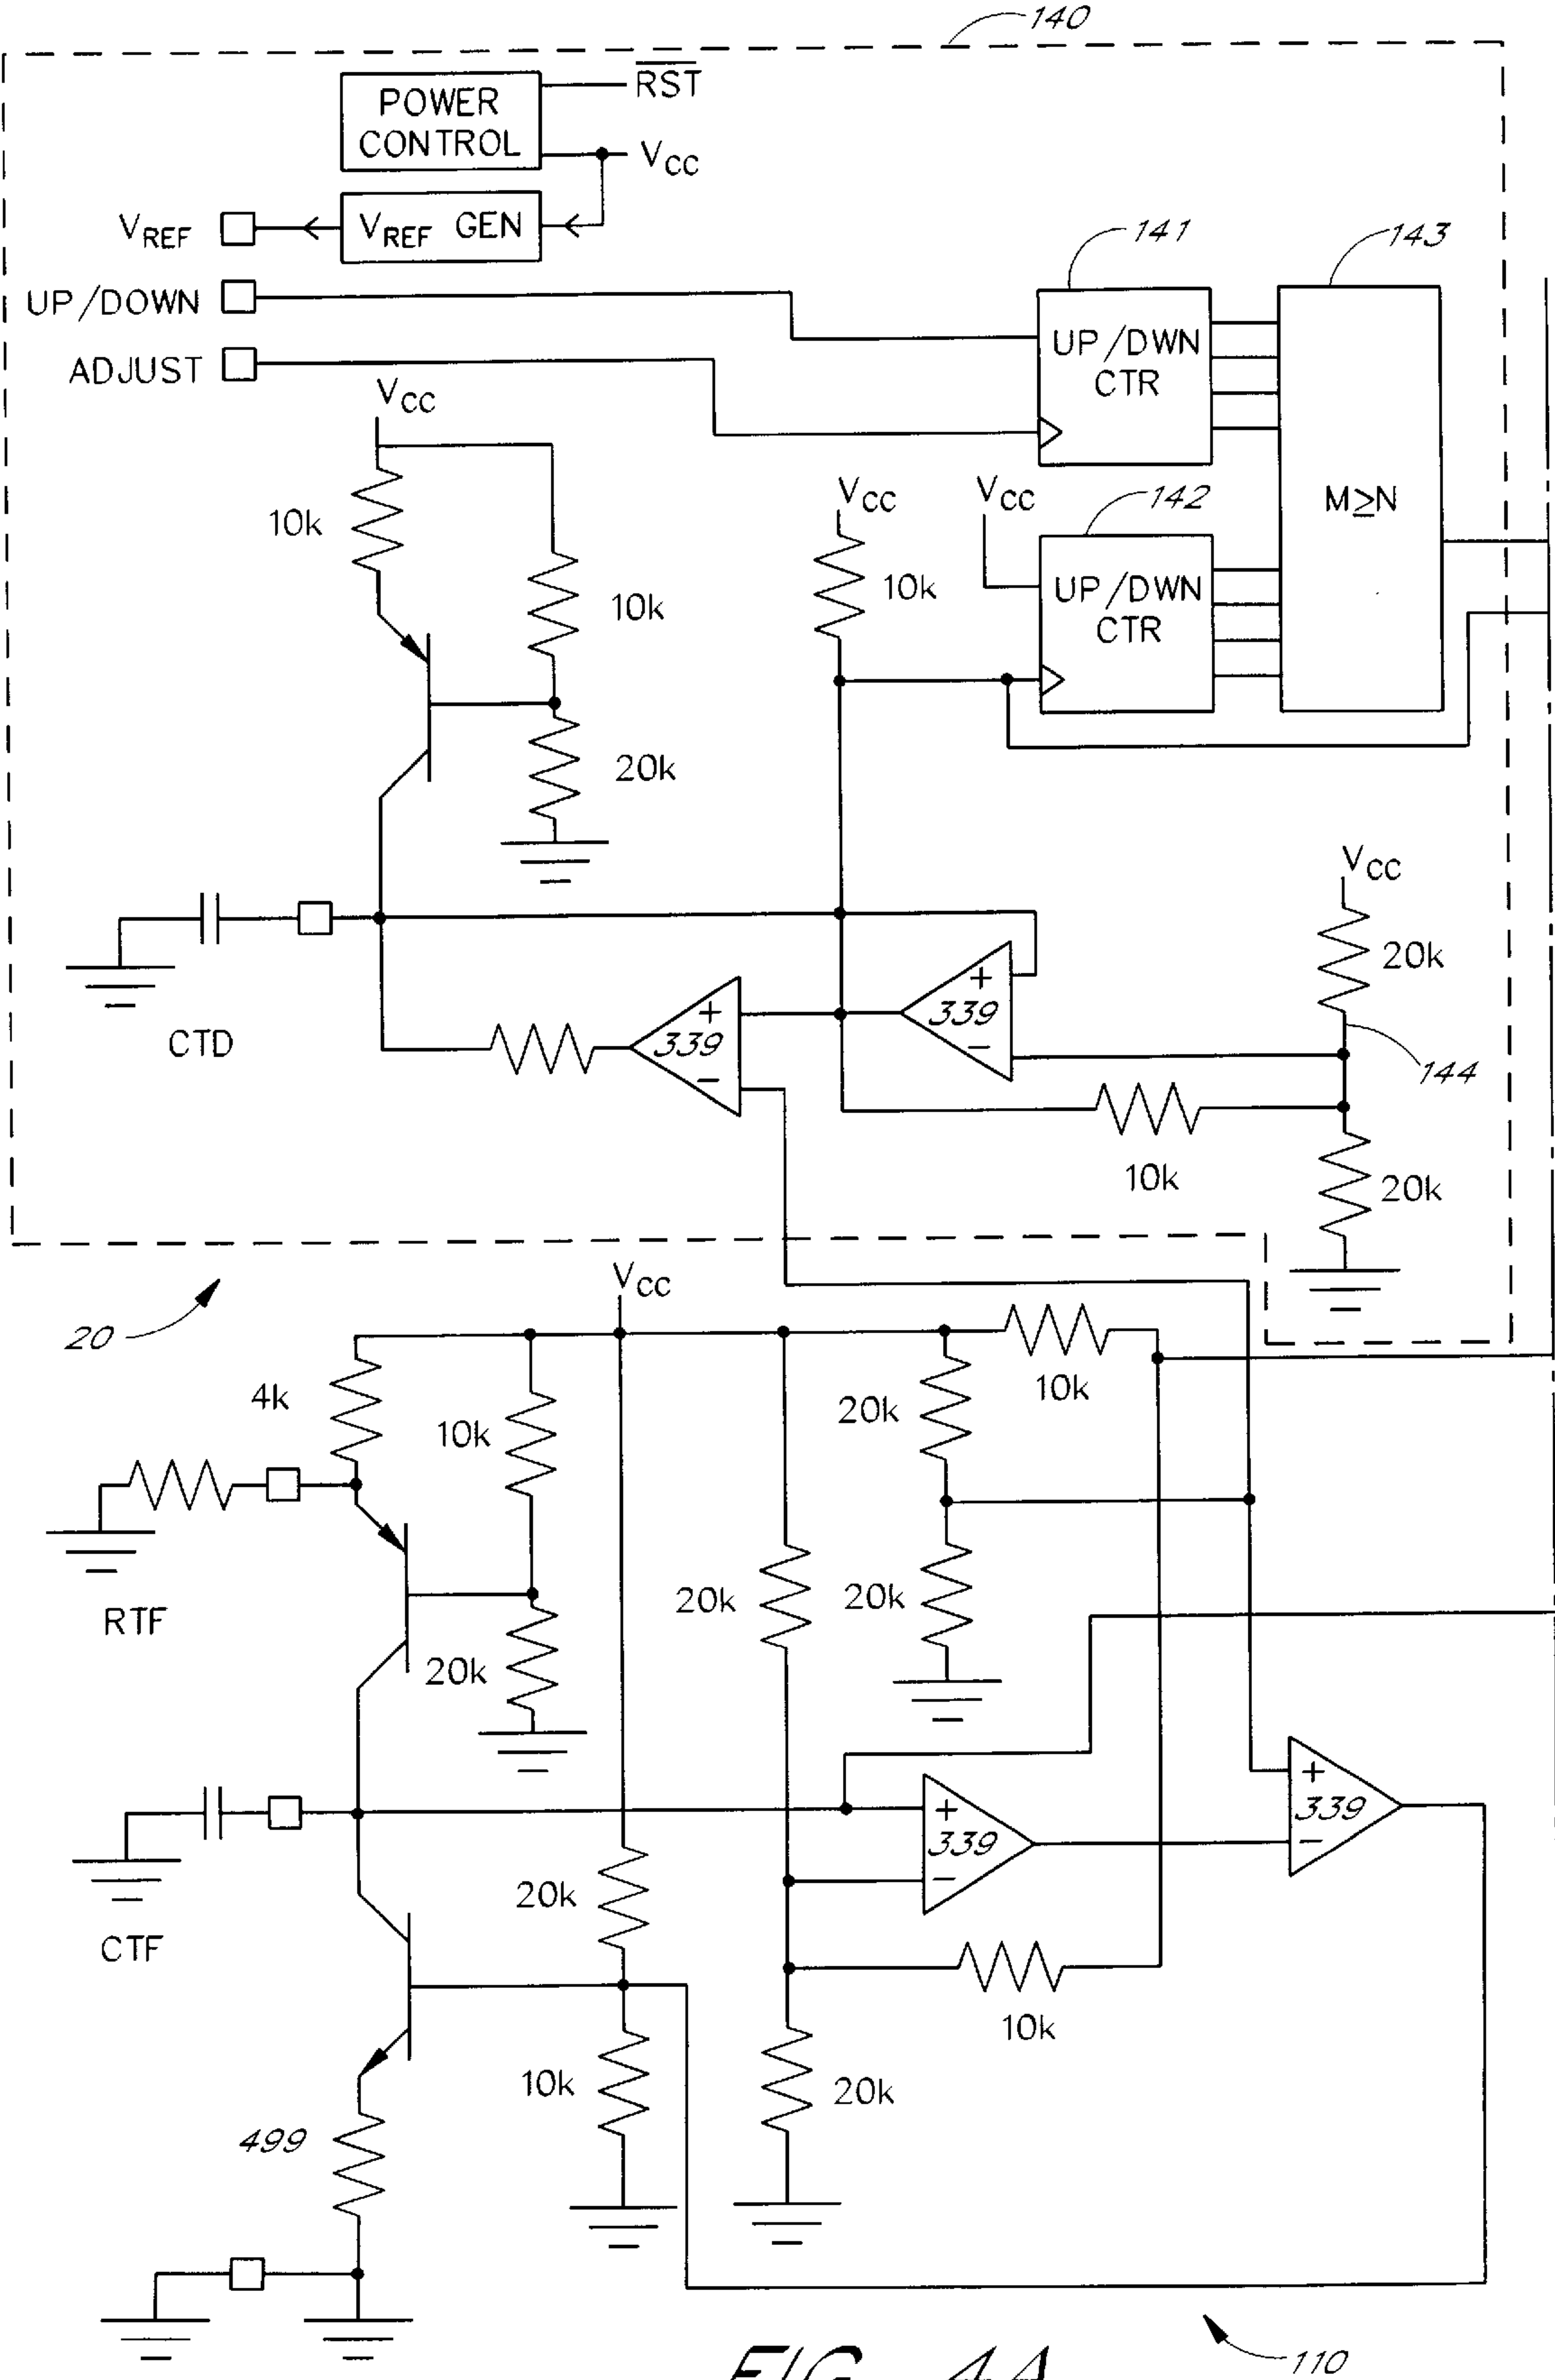 140
RST
POWER
CONTROL
VCC
VREF
VREF GEN
141
143
UP/DOWN
UP/DWN
CTR
ADJUST
VCC
VCC
VCC
142
M≥N
10k
10k
10k
UP/DWN
CTR
20k
VCC
20k
+
339
−
+
339
−
CTD
144
10k
20k
20
VCC
4k
10k
20k
10k
RTF
20k
20k
20k
+
339
−
+
339
−
20k
CTF
10k
10k
20k
499
FIG. 4A
110